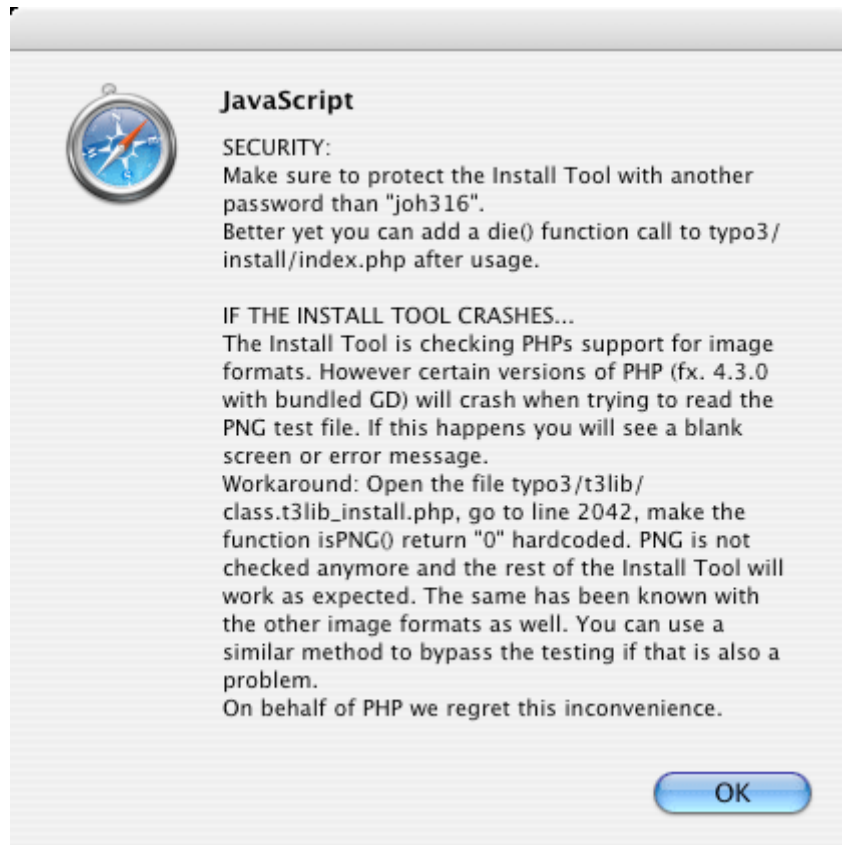 JavaScript
SECURITY:
Make sure to protect the Install Tool with another
password than "joh316".
Better yet you can add a die() function call to typo3/
install/index.php after usage.
IF THE INSTALL TOOL CRASHES...
The Install Tool is checking PHPs support for image
formats. However certain versions of PHP (fx. 4.3.0
with bundled GD) will crash when trying to read the
PNG test file. If this happens you will see a blank
screen or error message.
Workaround: Open the file typo3/t3lib/
class.t3lib_install.php, go to line 2042, make the
function isPNG() return "0" hardcoded. PNG is not
checked anymore and the rest of the Install Tool will
work as expected. The same has been known with
the other image formats as well. You can use a
similar method to bypass the testing if that is also a
problem.
On behalf of PHP we regret this inconvenience.
OK